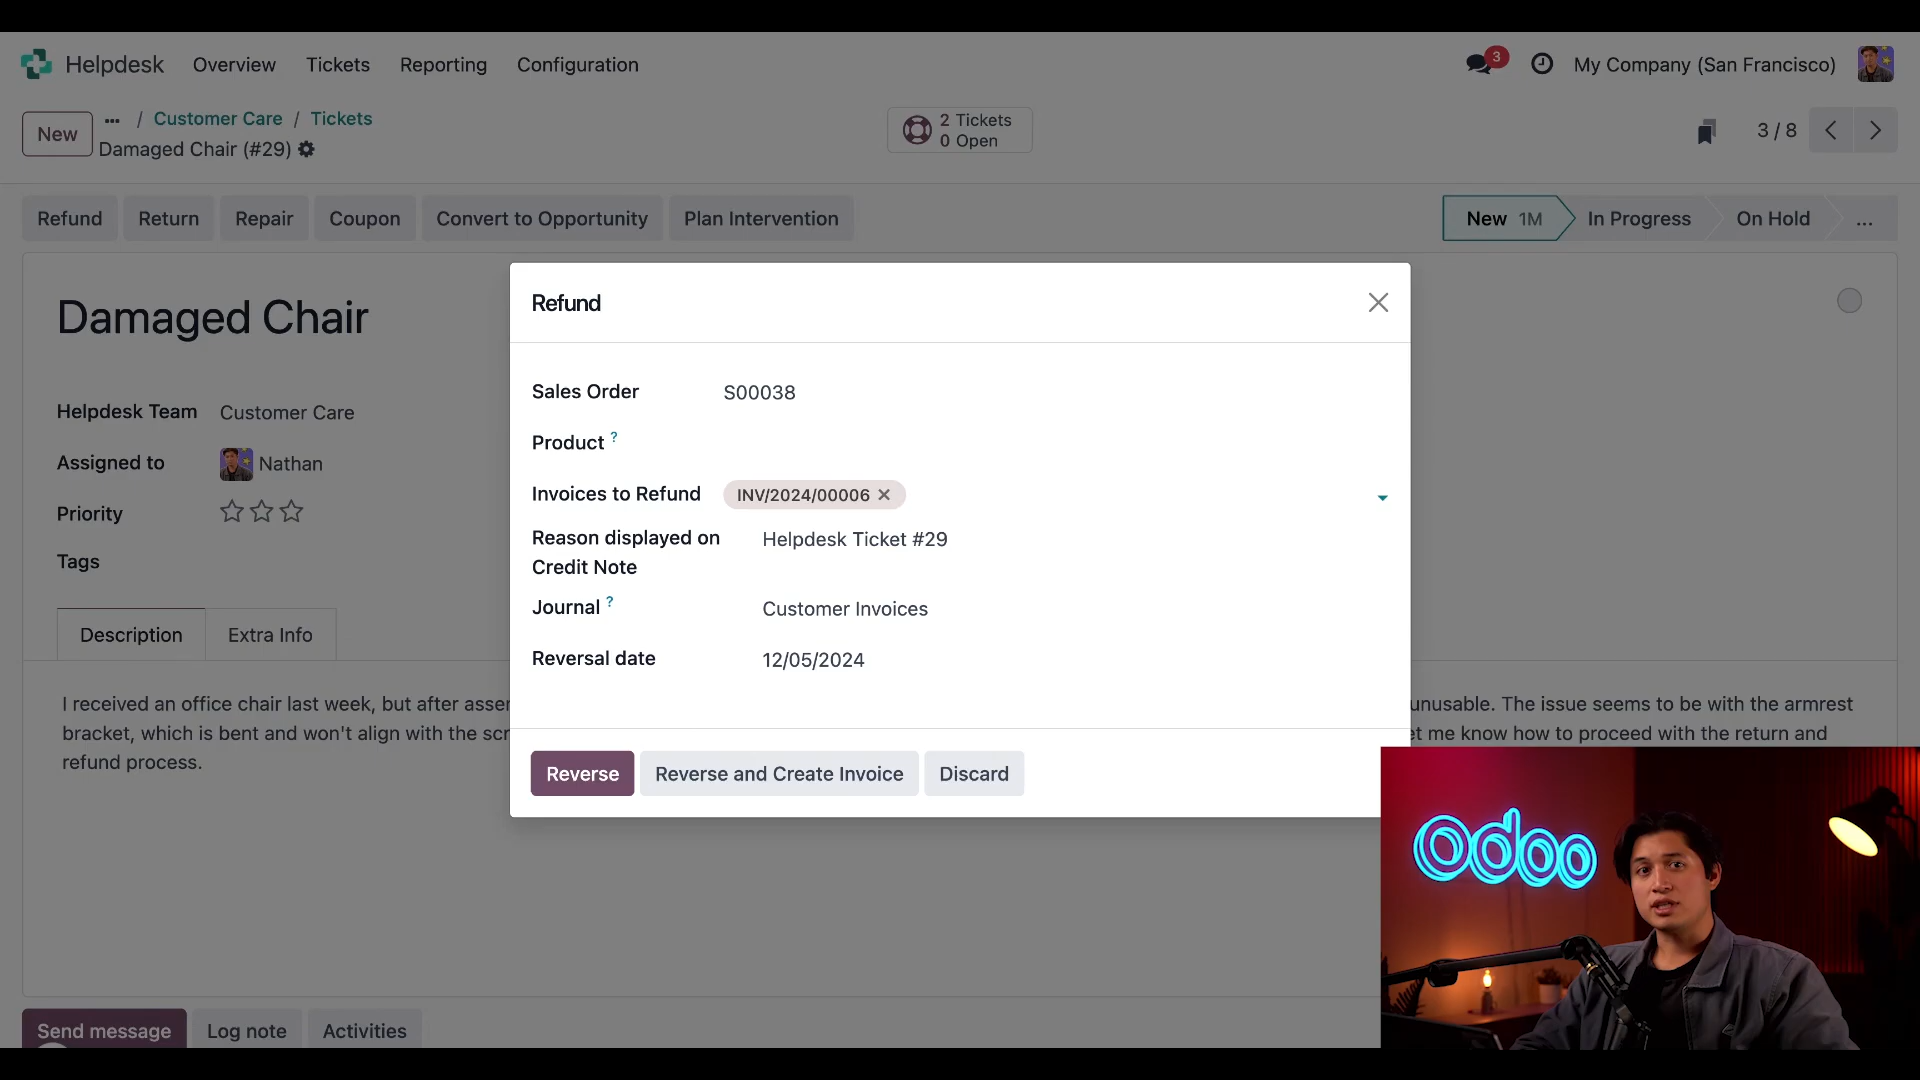 Helpdesk Overview Tickets Reporting Configuration
3 My Company (San Francisco)
New ... / Customer Care / Tickets
Damaged Chair (#29)
2 Tickets
0 Open
3 / 8
Refund Return Repair Coupon Convert to Opportunity Plan Intervention
New 1M In Progress On Hold ...
Damaged Chair
Helpdesk Team Customer Care
Assigned to Nathan
Priority
Tags
Description Extra Info
I received an office chair last week, but after asser
bracket, which is bent and won't align with the scr
refund process.
unusable. The issue seems to be with the armrest
et me know how to proceed with the return and
Refund
Sales Order S00038
Product ?
Invoices to Refund INV/2024/00006
Reason displayed on
Credit Note
Helpdesk Ticket #29
Journal ? Customer Invoices
Reversal date 12/05/2024
Reverse Reverse and Create Invoice Discard
Send message Log note Activities
odoo